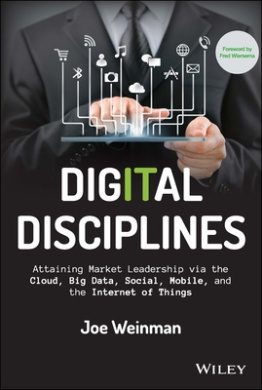 Foreword by
Fred Wiersema
DIGITAL
DISCIPLINES
Attaining Market Leadership via the
Cloud, Big Data, Social, Mobile, and
the Internet of Things
Joe Weinman
WILEY